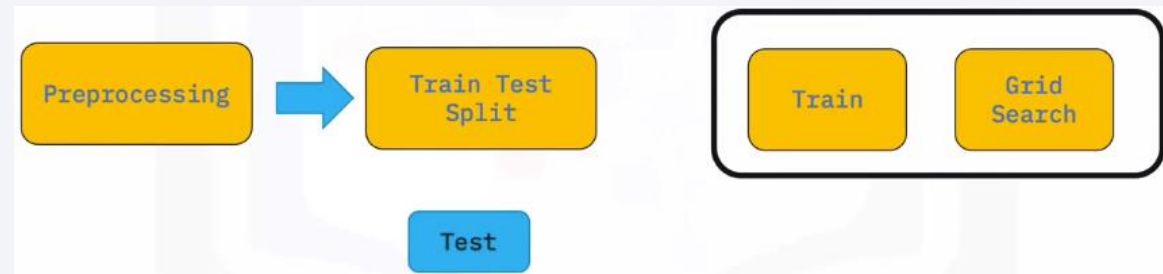 Preprocessing
Train Test
Split
Train
Grid
Search
Test